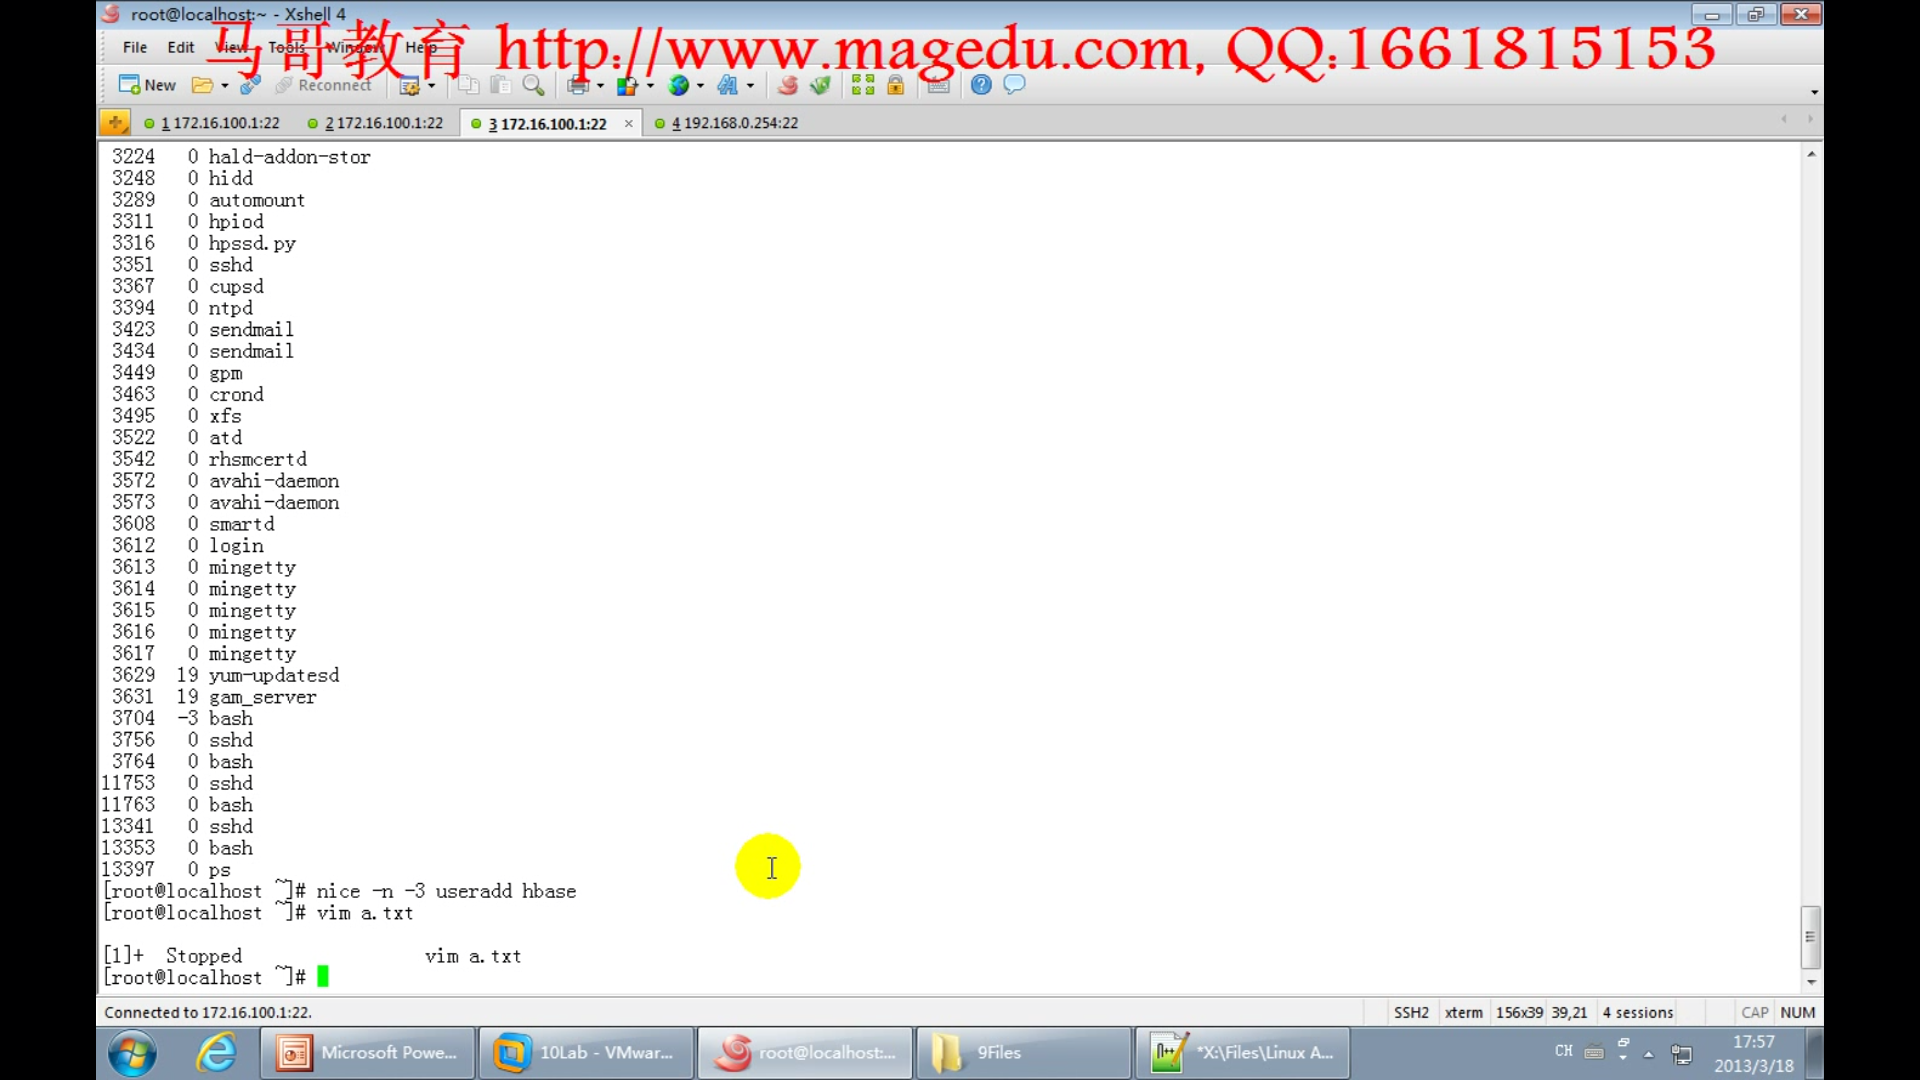 root@localhost:~ - Xshell 4
马哥教育 http://www.magedu.com, QQ:1661815153
File Edit View Tools Window Help
New Reconnect
1 172.16.100.1:22 2 172.16.100.1:22 3 172.16.100.1:22 × 4 192.168.0.254:22
3224 0 hald-addon-stor
3248 0 hidd
3289 0 automount
3311 0 hpiod
3316 0 hpssd.py
3351 0 sshd
3367 0 cupsd
3394 0 ntpd
3423 0 sendmail
3434 0 sendmail
3449 0 gpm
3463 0 crond
3495 0 xfs
3522 0 atd
3542 0 rhsmcertd
3572 0 avahi-daemon
3573 0 avahi-daemon
3608 0 smartd
3612 0 login
3613 0 mingetty
3614 0 mingetty
3615 0 mingetty
3616 0 mingetty
3617 0 mingetty
3629 19 yum-updatesd
3631 19 gam_server
3704 -3 bash
3756 0 sshd
3764 0 bash
11753 0 sshd
11763 0 bash
13341 0 sshd
13353 0 bash
13397 0 ps
[root@localhost ~]# nice -n -3 useradd hbase
[root@localhost ~]# vim a.txt
[1]+ Stopped vim a.txt
[root@localhost ~]#
Connected to 172.16.100.1:22. SSH2 xterm 156x39 39,21 4 sessions CAP NUM
Microsoft Powe... 10Lab - VMwar... root@localhost:... 9Files *X:\Files\Linux A... CH 17:57
2013/3/18